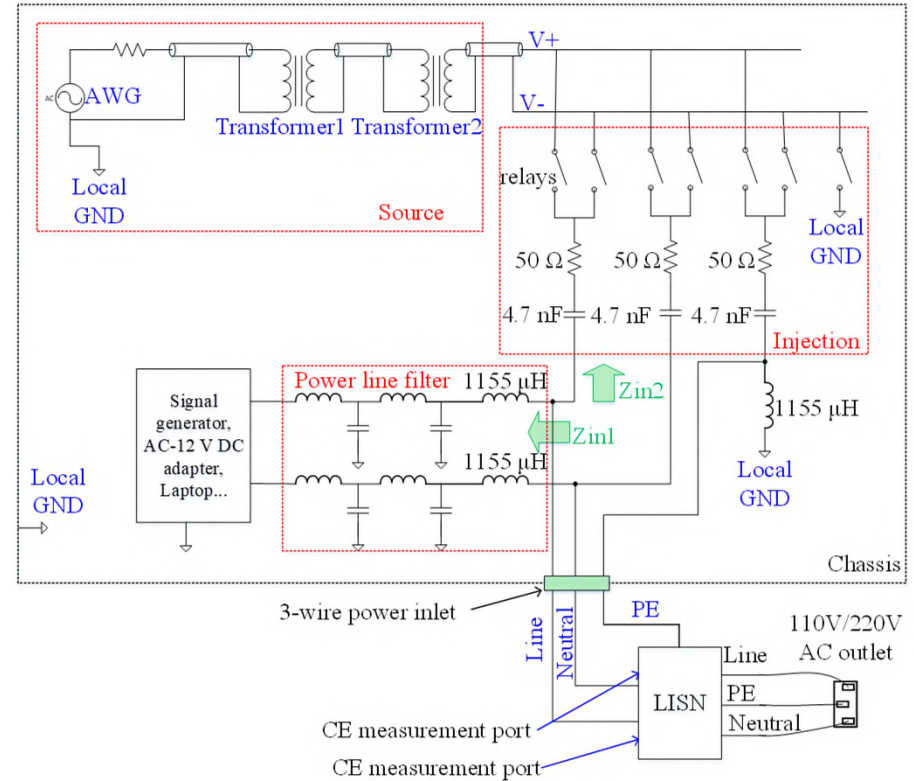 V+
AC
AWG
V-
Transformer1
Transformer2
Local
GND
Source
relays
Local
GND
50 Ω
50 Ω
50 Ω
4.7 nF
4.7 nF
4.7 nF
Injection
Power line filter
1155 μH
Zin2
1155 μH
Signal
generator,
AC-12 V DC
adapter,
Laptop...
Zin1
1155 μH
Local
GND
Local
GND
Chassis
3-wire power inlet
Line
Neutral
PE
110V/220V
AC outlet
LISN
Line
PE
Neutral
CE measurement port
CE measurement port